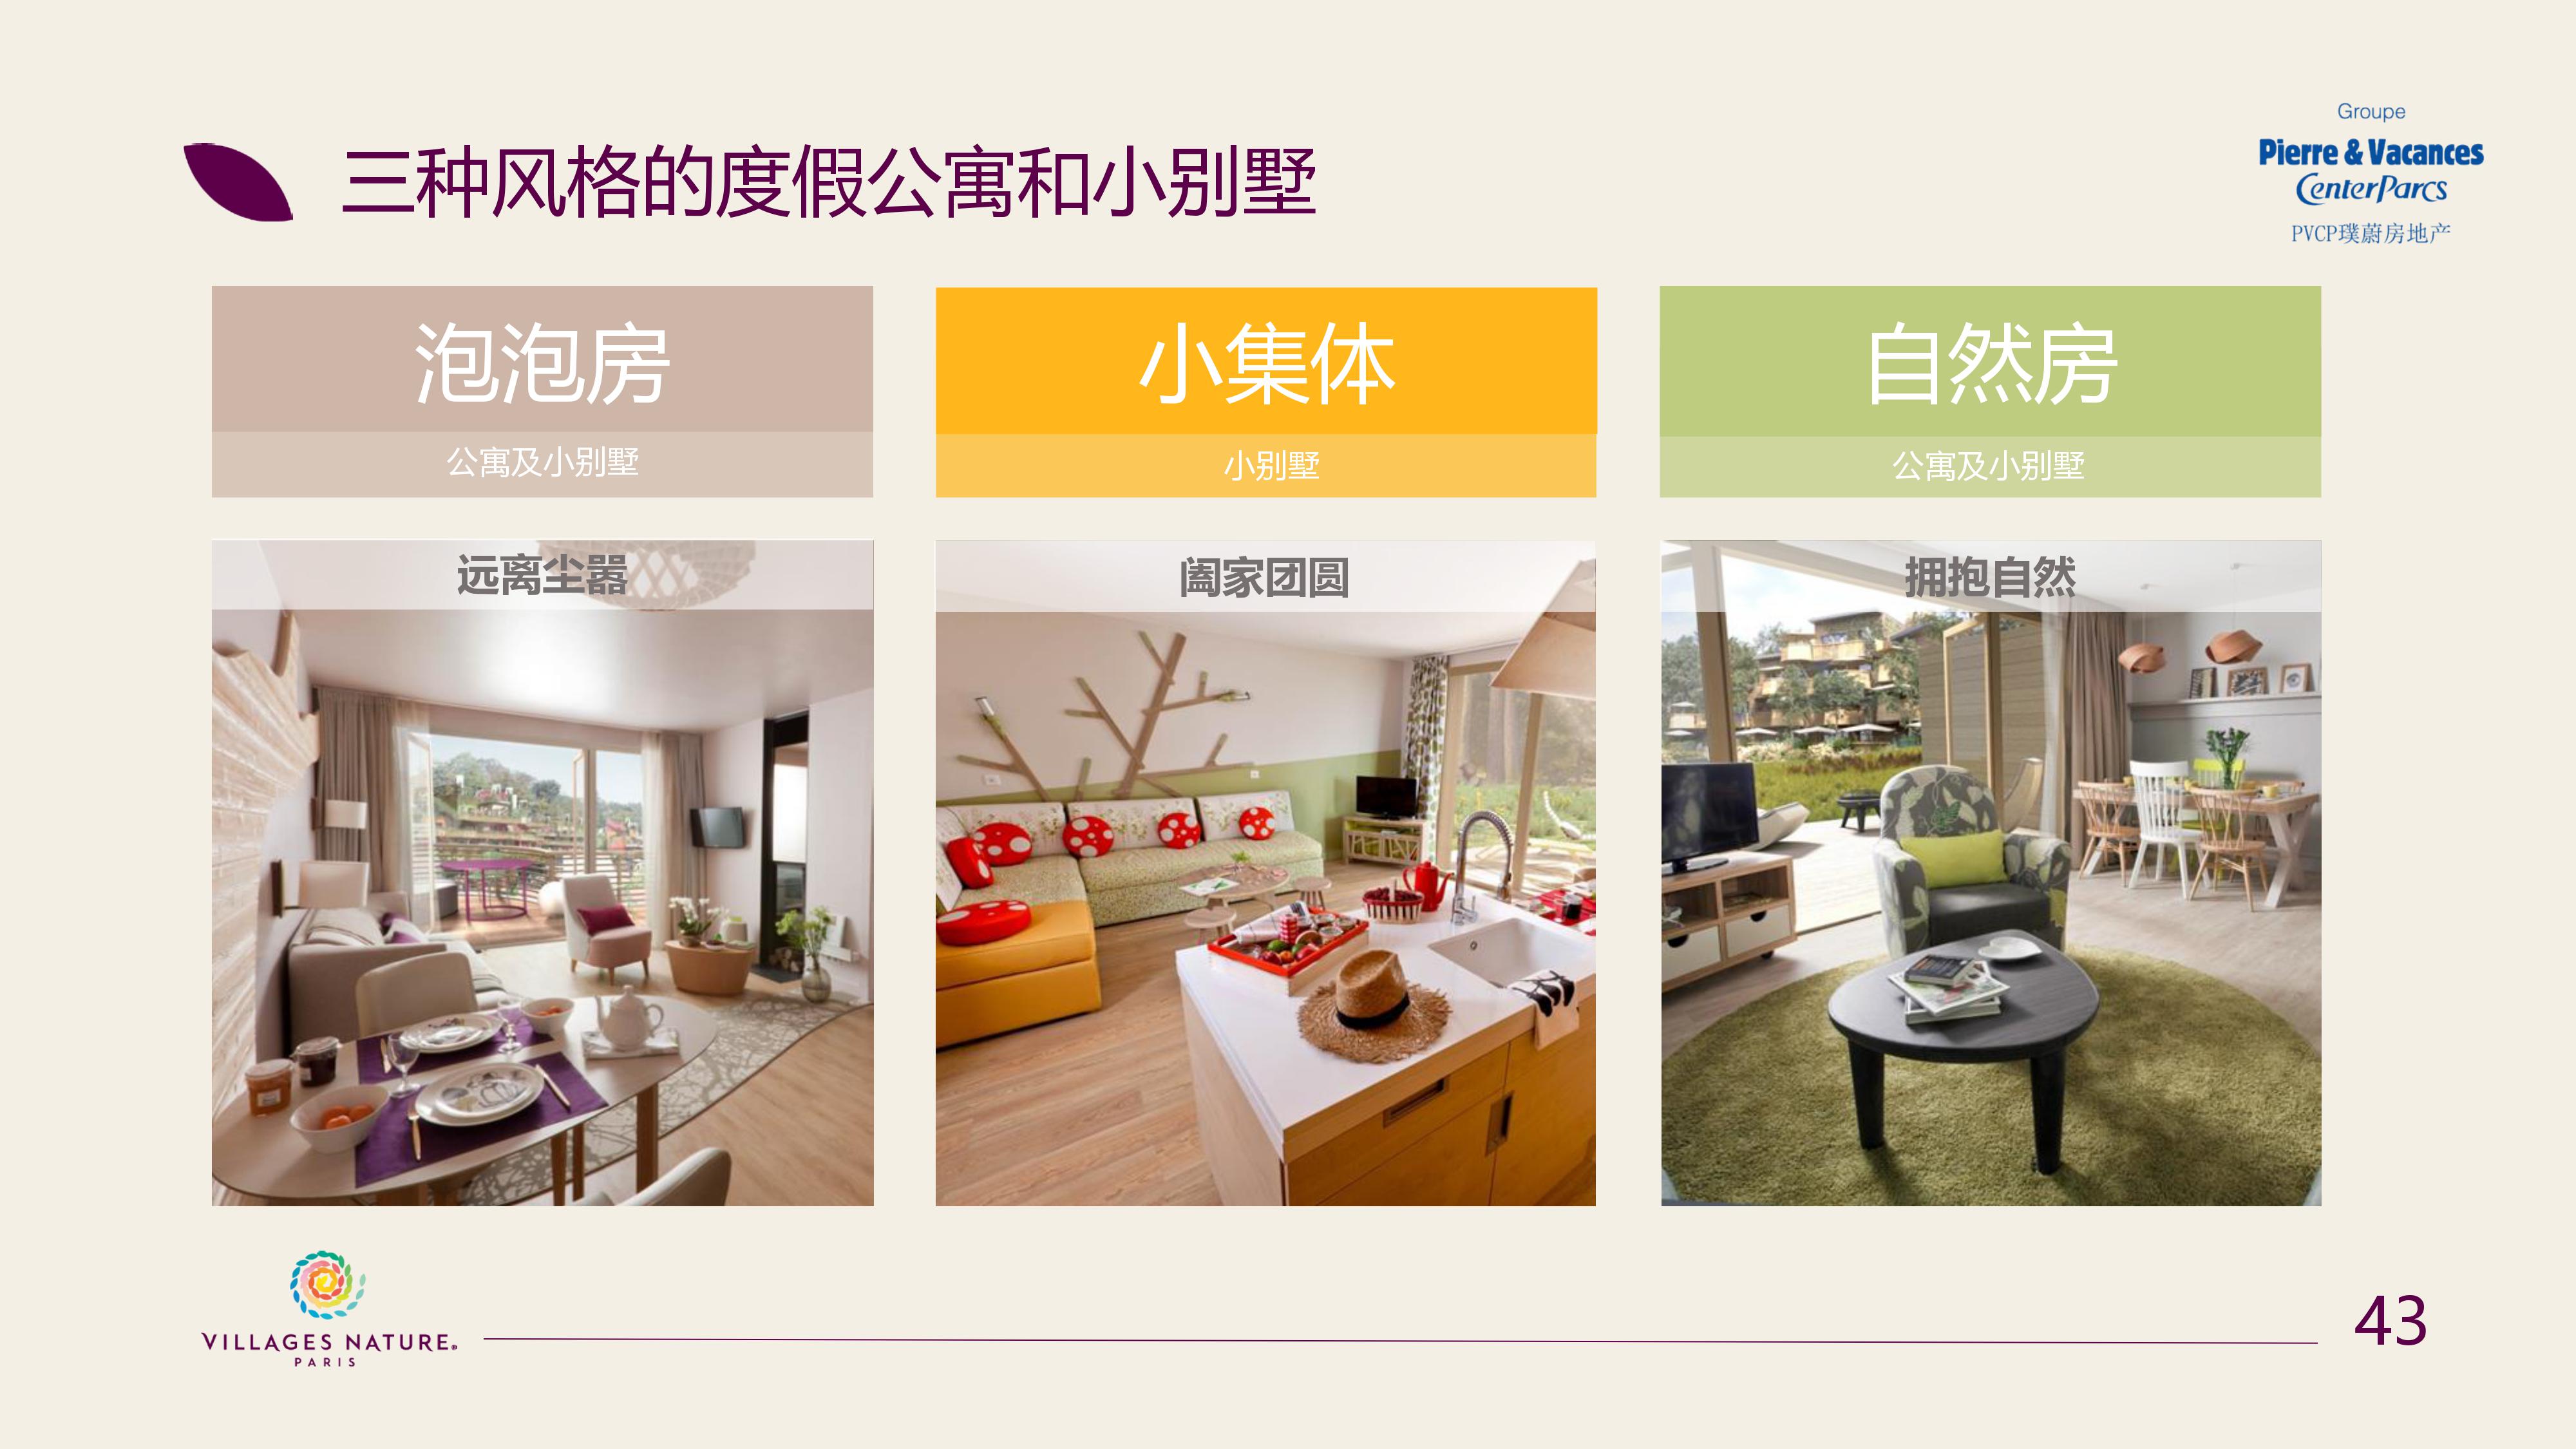 Groupe
Pierre & Vacances
CenterParcs
PVCP璞蔚房地产
三种风格的度假公寓和小别墅
泡泡房
公寓及小别墅
小集体
小别墅
自然房
公寓及小别墅
远离尘嚣
阖家团圆
拥抱自然
VILLAGES NATURE®
PARIS
43